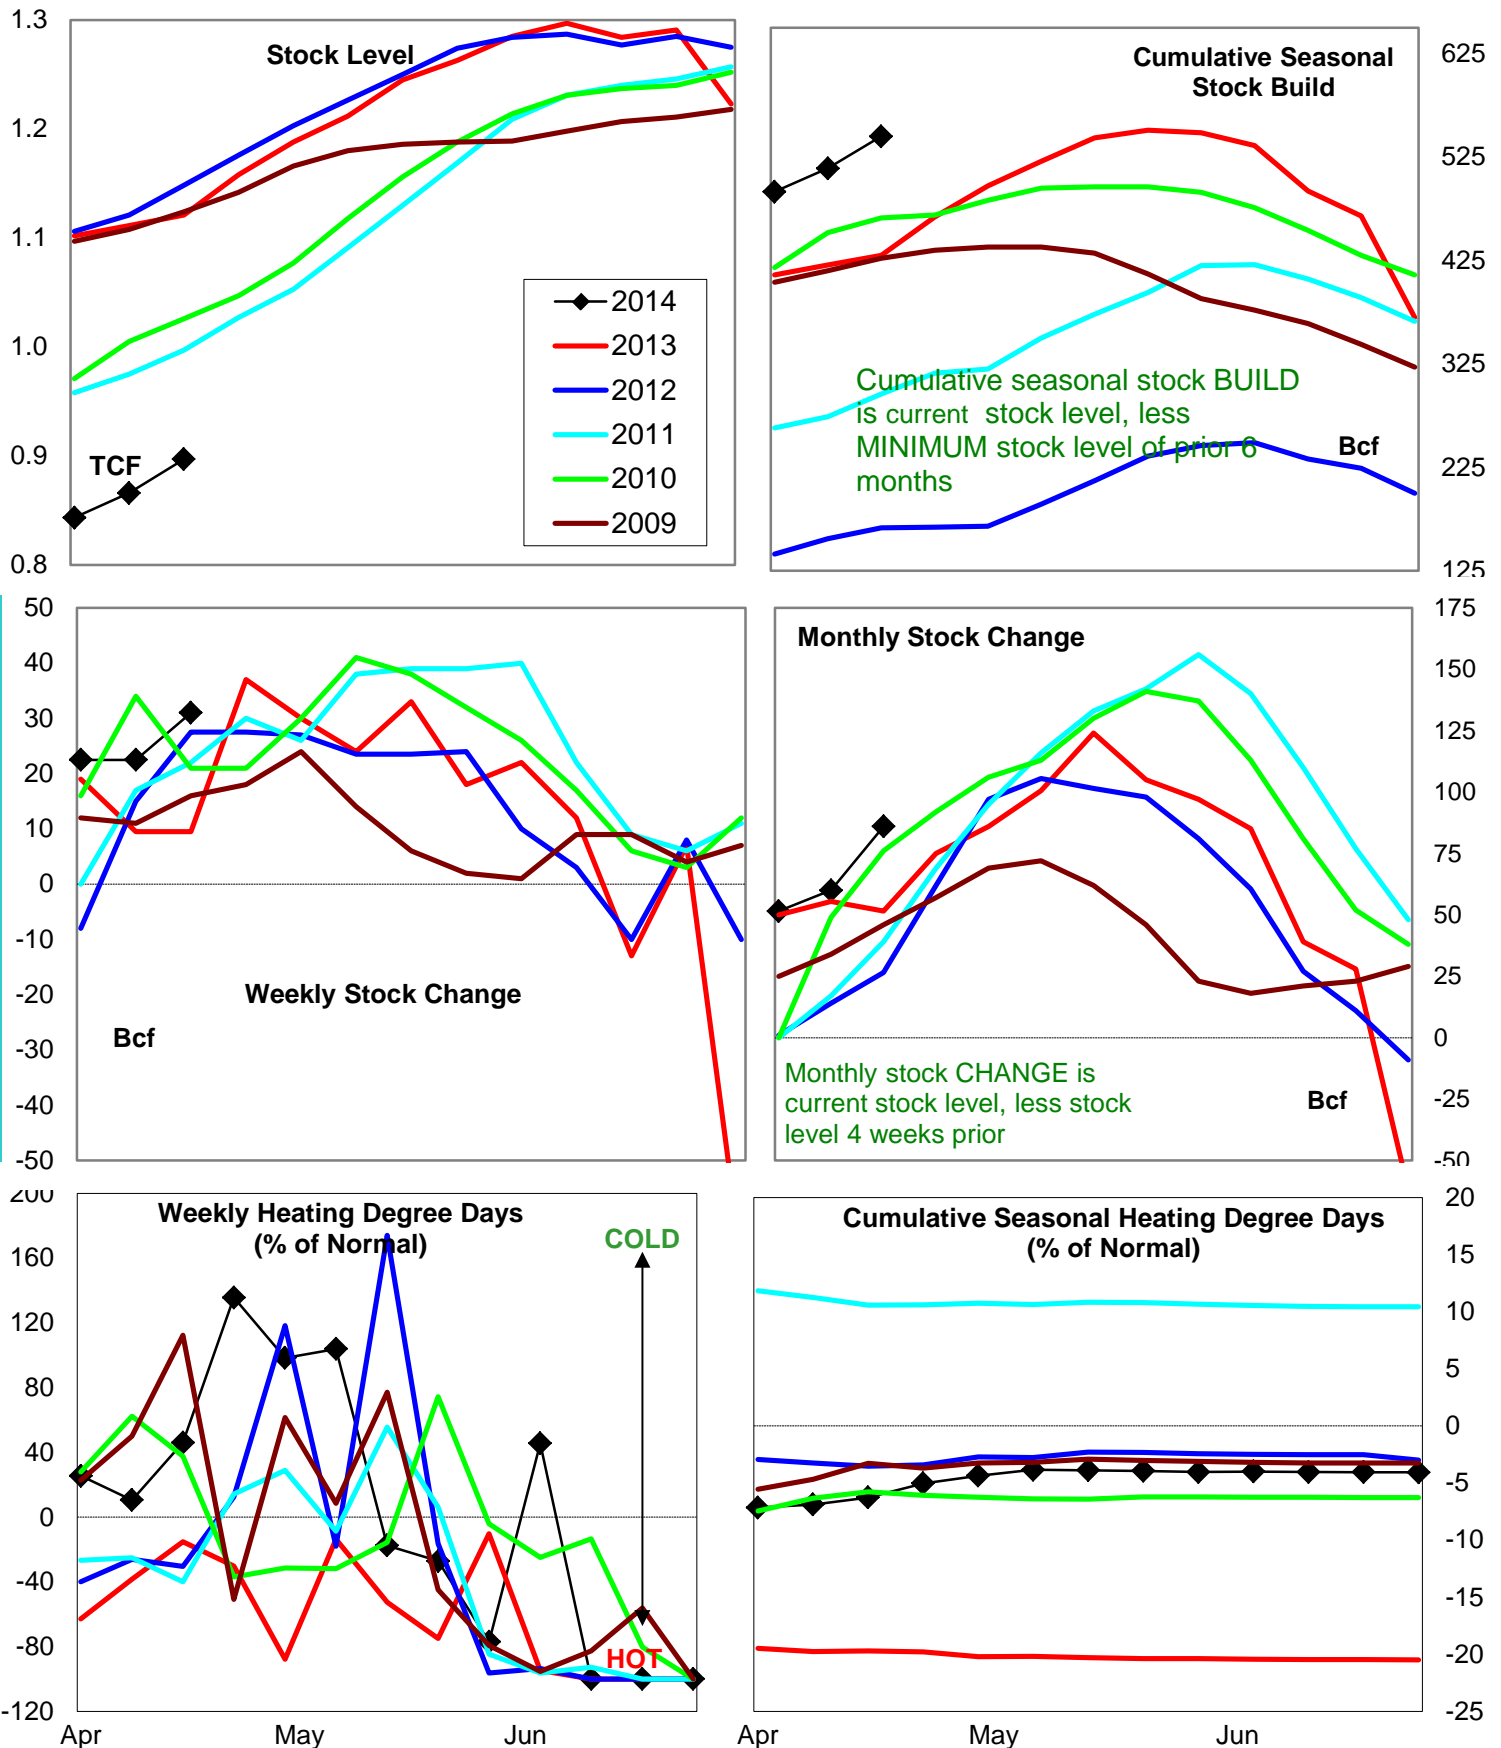 1.3
1.2
1.1
1.0
0.9
0.8
Stock Level
TCF
2014
2013
2012
2011
2010
2009
Cumulative Seasonal
Stock Build
625
525
425
325
225
125
Cumulative seasonal stock BUILD
is current stock level, less
MINIMUM stock level of prior 6
months
Bcf
50
40
30
20
10
0
-10
-20
-30
-40
-50
Weekly Stock Change
Bcf
Monthly Stock Change
175
150
125
100
75
50
25
0
-25
-50
Monthly stock CHANGE is
current stock level, less stock
level 4 weeks prior
Bcf
200
160
120
80
40
0
-40
-80
-120
Weekly Heating Degree Days
(% of Normal)
COLD
HOT
Apr May Jun
Cumulative Seasonal Heating Degree Days
(% of Normal)
20
15
10
5
0
-5
-10
-15
-20
-25
Apr May Jun